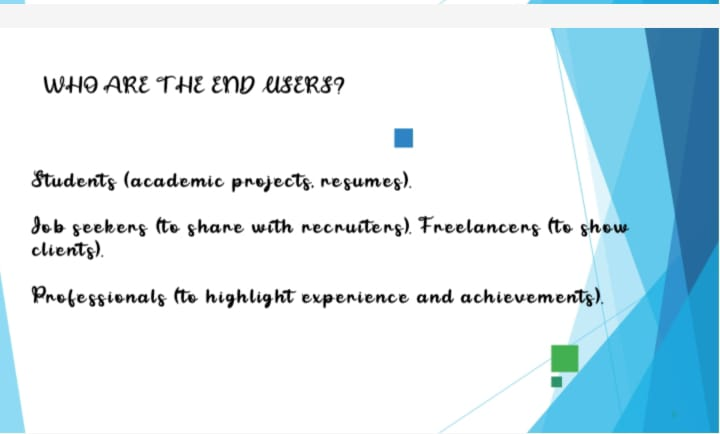 WHO ARE THE END USERS?
Students (academic projects, resumes).
Job seekers (to share with recruiters). Freelancers (to show
clients).
Professionals (to highlight experience and achievements).